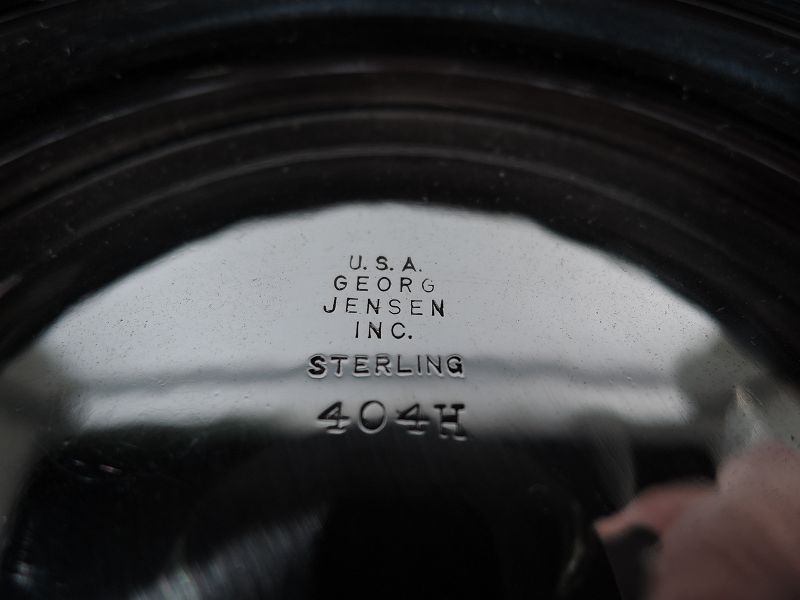 U.S.A.
GEORG
JENSEN
INC.
STERLING
404H